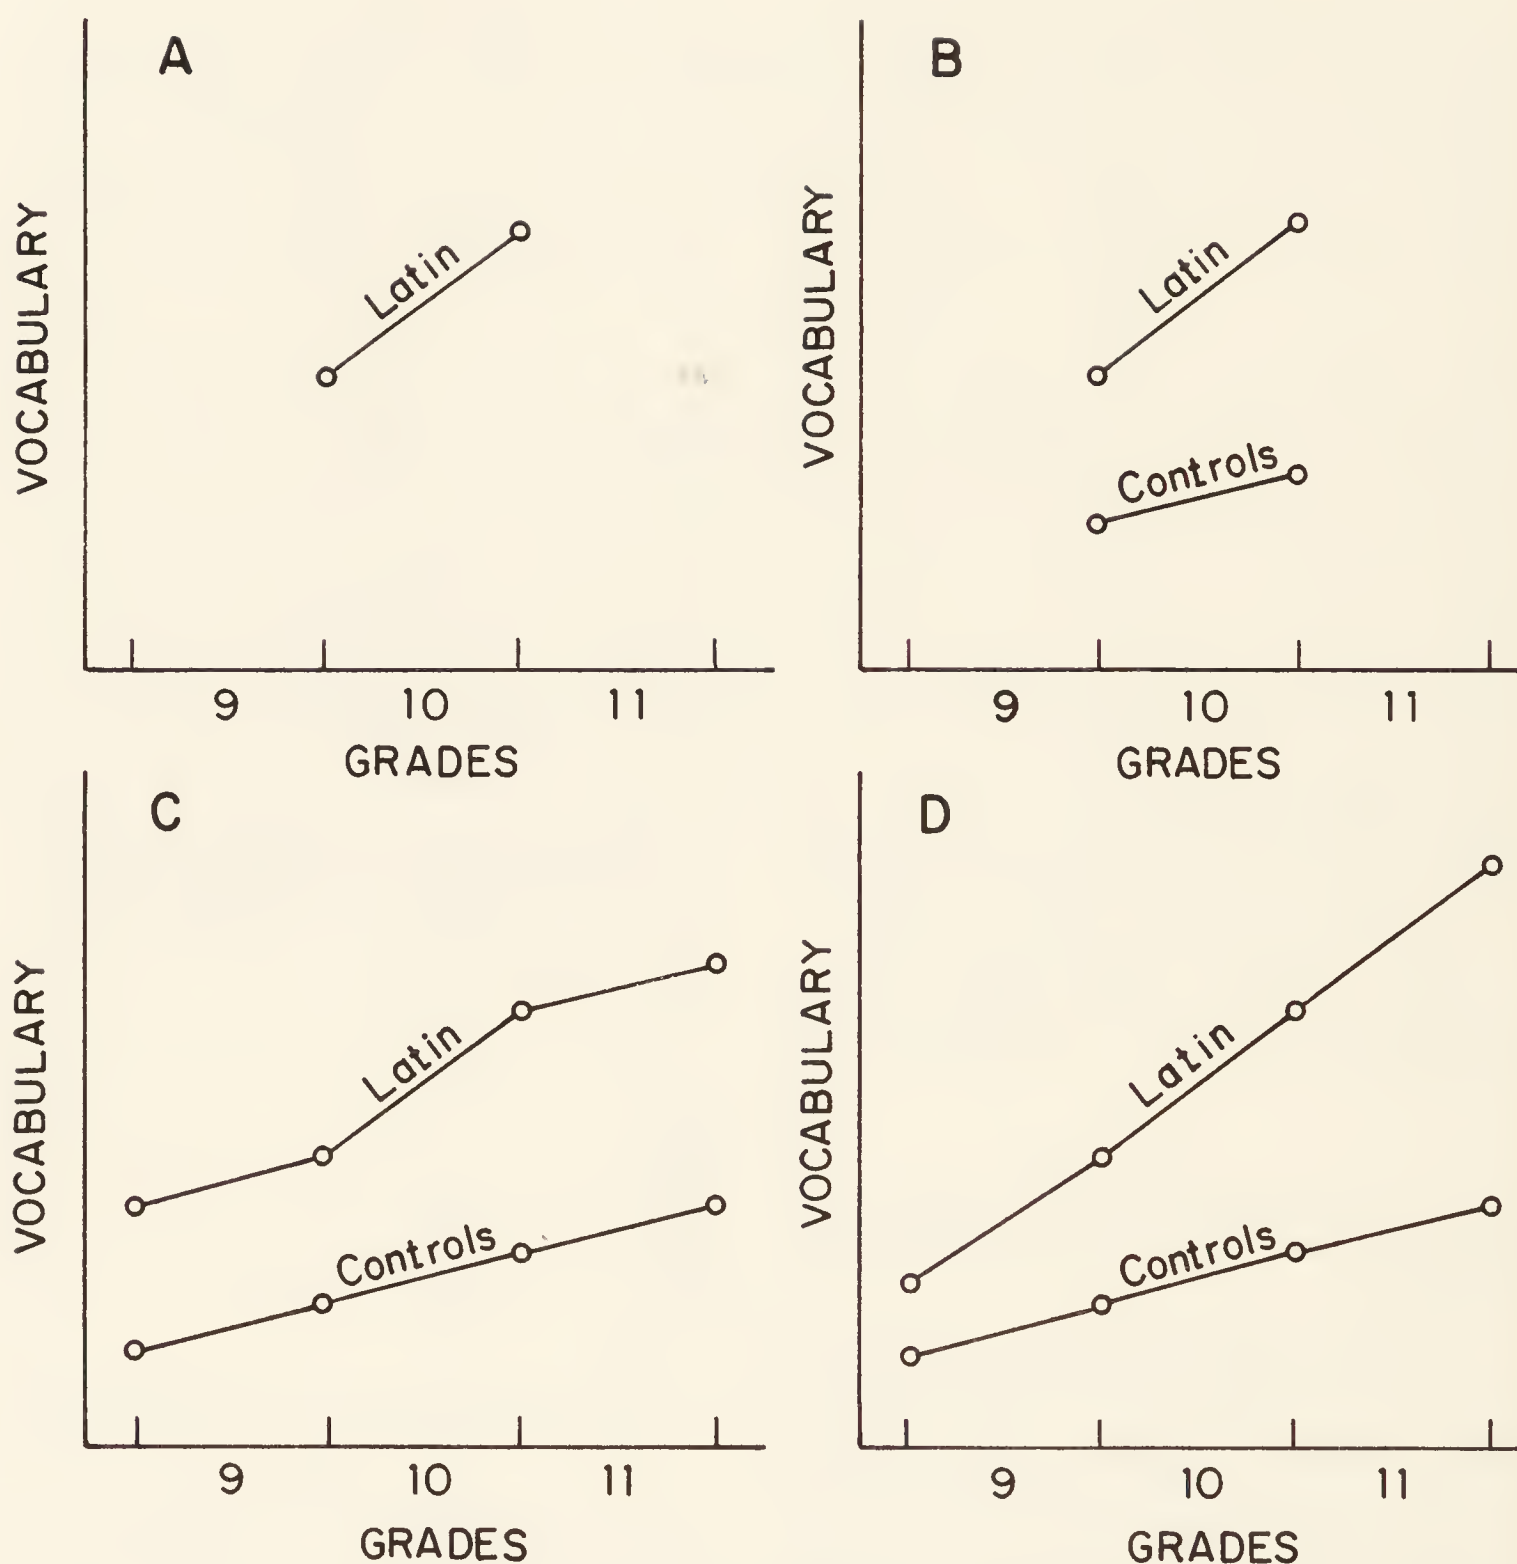 A
VOCABULARY
Latin
9 10 11
GRADES
B
VOCABULARY
Latin
Controls
9 10 11
GRADES
C
VOCABULARY
Latin
Controls
9 10 11
GRADES
D
VOCABULARY
Latin
Controls
9 10 11
GRADES